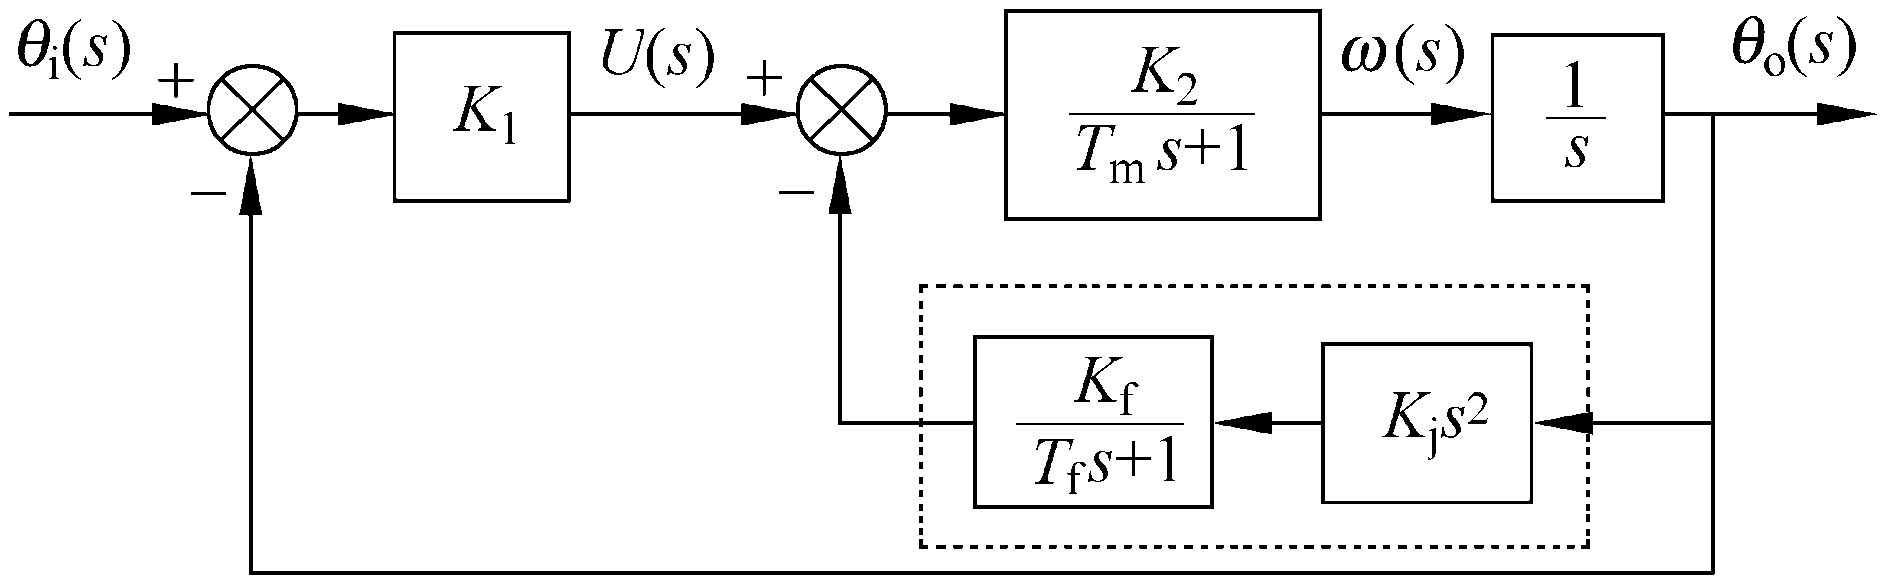 θi(s)
+
−
K1
U(s)
+
−
K2
Tm s+1
ω(s)
1
s
θo(s)
Kf
Tf s+1
Kj s²